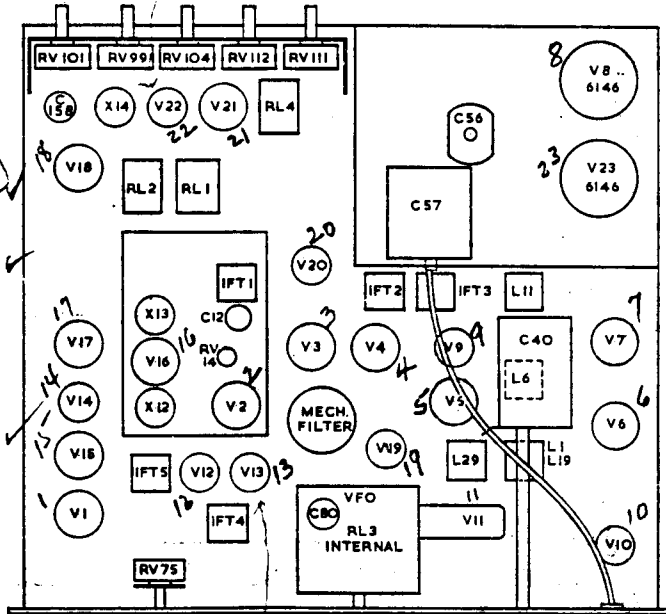 RV101 RV99 RV104 RV112 RV111
C
158
X14
V22
V21
RL4
22
21
V8
6146
8
C56
V18
18
RL2
RL1
C57
V23
6146
23
20
V20
IFT1
IFT2
IFT3
L11
X13
C12
17
V17
V16
16
RV
14
3
V3
V4
4
V9
9
C40
L6
7
V7
14
V14
X12
V2
2
MECH.
FILTER
5
V5
6
V6
15
V15
IFT5
V12
12
V13
13
V19
19
L29
L1
L19
1
V1
IFT4
C80
VFO
RL3
INTERNAL
11
V11
10
V10
RV75